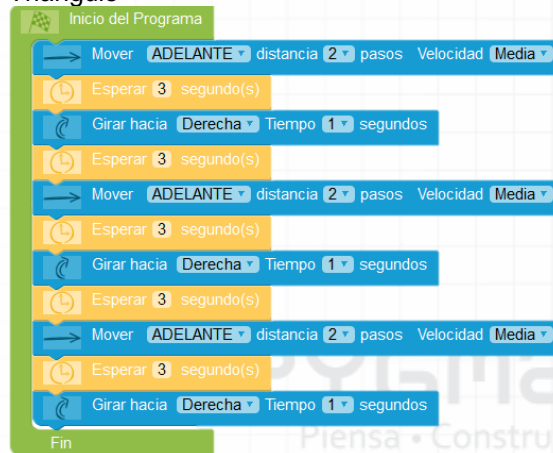 Triángulo
Inicio del Programa
Mover ADELANTE distancia 2 pasos Velocidad Media
Esperar 3 segundo(s)
Girar hacia Derecha Tiempo 1 segundos
Esperar 3 segundo(s)
Mover ADELANTE distancia 2 pasos Velocidad Media
Esperar 3 segundo(s)
Girar hacia Derecha Tiempo 1 segundos
Esperar 3 segundo(s)
Mover ADELANTE distancia 2 pasos Velocidad Media
Esperar 3 segundo(s)
Girar hacia Derecha Tiempo 1 segundos
Fin
Piensa • Constru